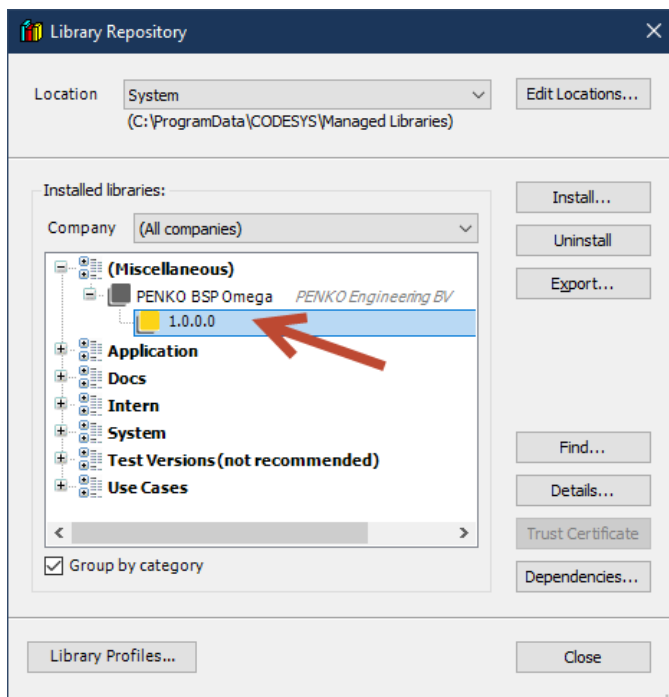 Library Repository
Location System Edit Locations...
(C:\ProgramData\CODESYS\Managed Libraries)
Installed libraries:
Install...
Company (All companies)
Uninstall
(Miscellaneous)
Export...
PENKO BSP Omega PENKO Engineering BV
1.0.0.0
Application
Docs
Intern
System
Find...
Test Versions (not recommended)
Use Cases
Details...
Trust Certificate
Group by category
Dependencies...
Library Profiles... Close